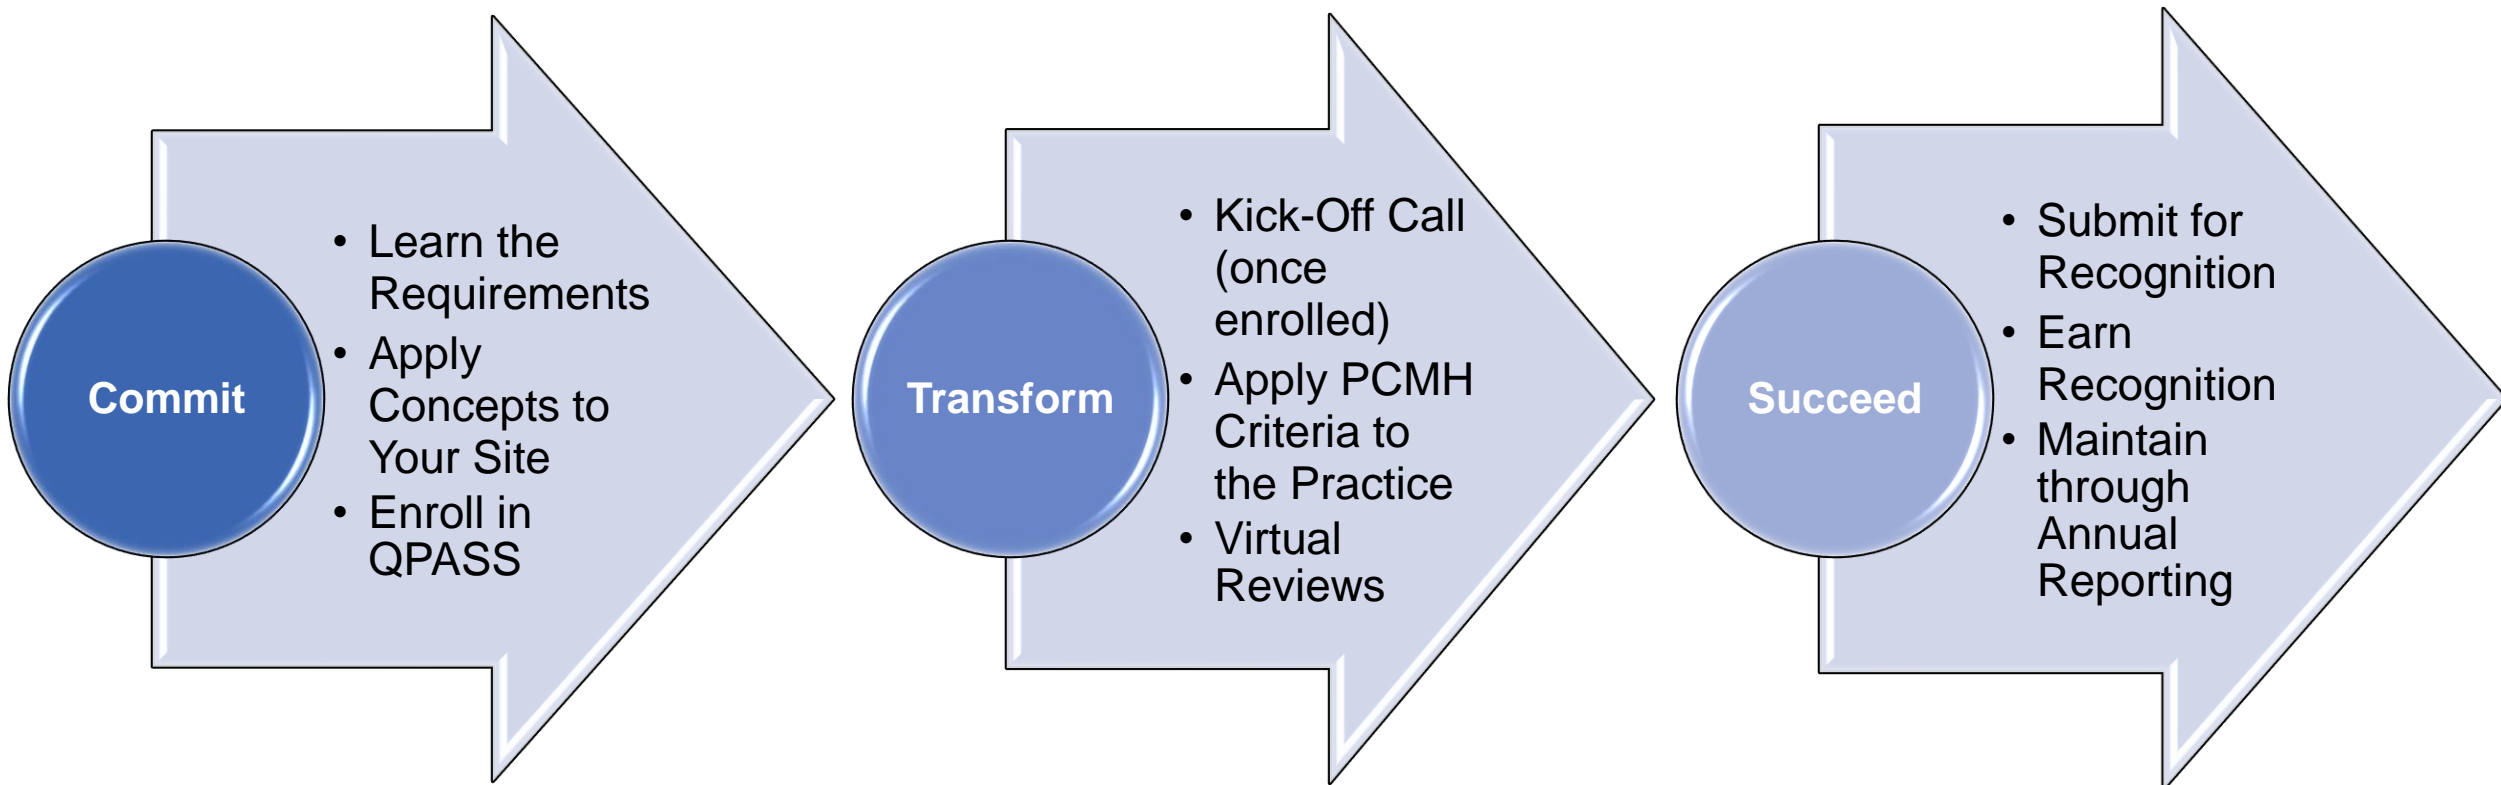 Commit
• Learn the
Requirements
• Apply
Concepts to
Your Site
• Enroll in
QPASS
Transform
• Kick-Off Call
(once
enrolled)
• Apply PCMH
Criteria to
the Practice
• Virtual
Reviews
Succeed
• Submit for
Recognition
• Earn
Recognition
• Maintain
through
Annual
Reporting